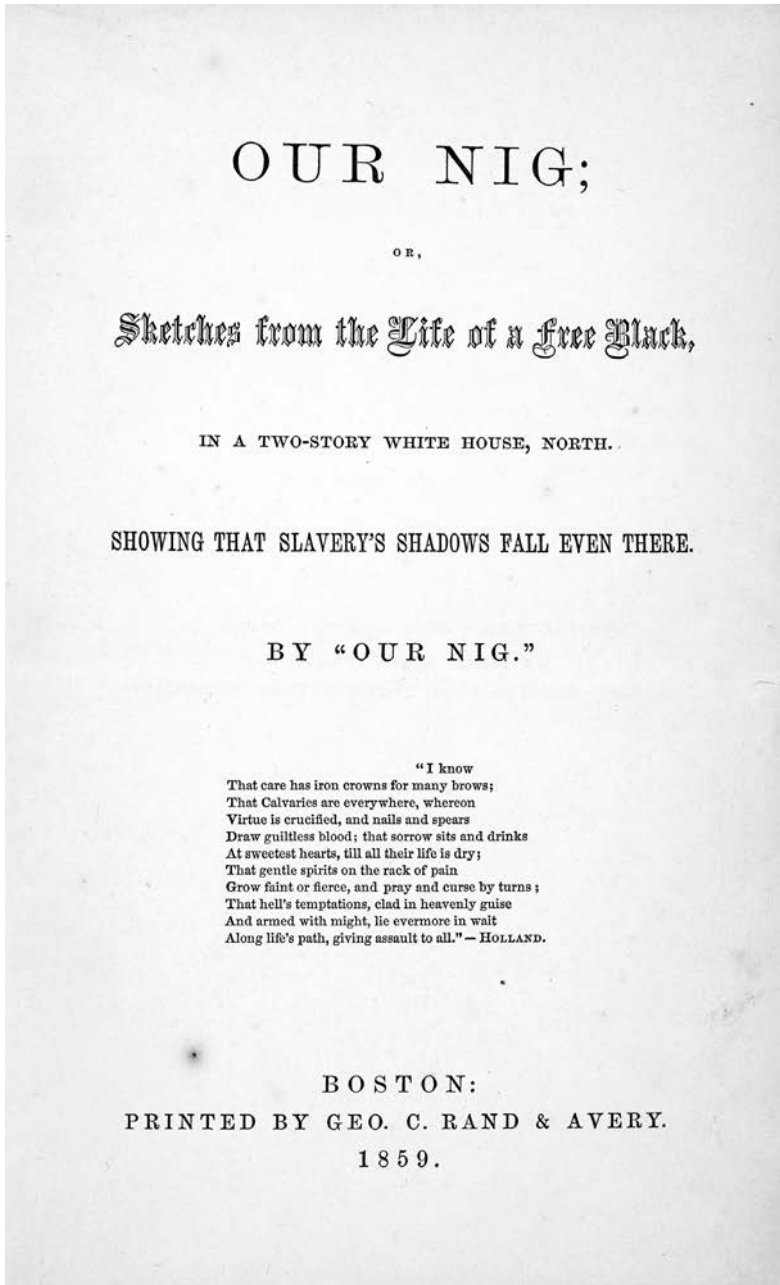 OUR NIG;
OR,
Sketches from the Life of a Free Black,
IN A TWO-STORY WHITE HOUSE, NORTH.
SHOWING THAT SLAVERY'S SHADOWS FALL EVEN THERE.
BY "OUR NIG."
"I know
That care has iron crowns for many brows;
That Calvaries are everywhere, whereon
Virtue is crucified, and nails and spears
Draw guiltless blood; that sorrow sits and drinks
At sweetest hearts, till all their life is dry;
That gentle spirits on the rack of pain
Grow faint or fierce, and pray and curse by turns;
That hell's temptations, clad in heavenly guise
And armed with might, lie evermore in wait
Along life's path, giving assault to all."—HOLLAND.
BOSTON:
PRINTED BY GEO. C. RAND & AVERY.
1859.